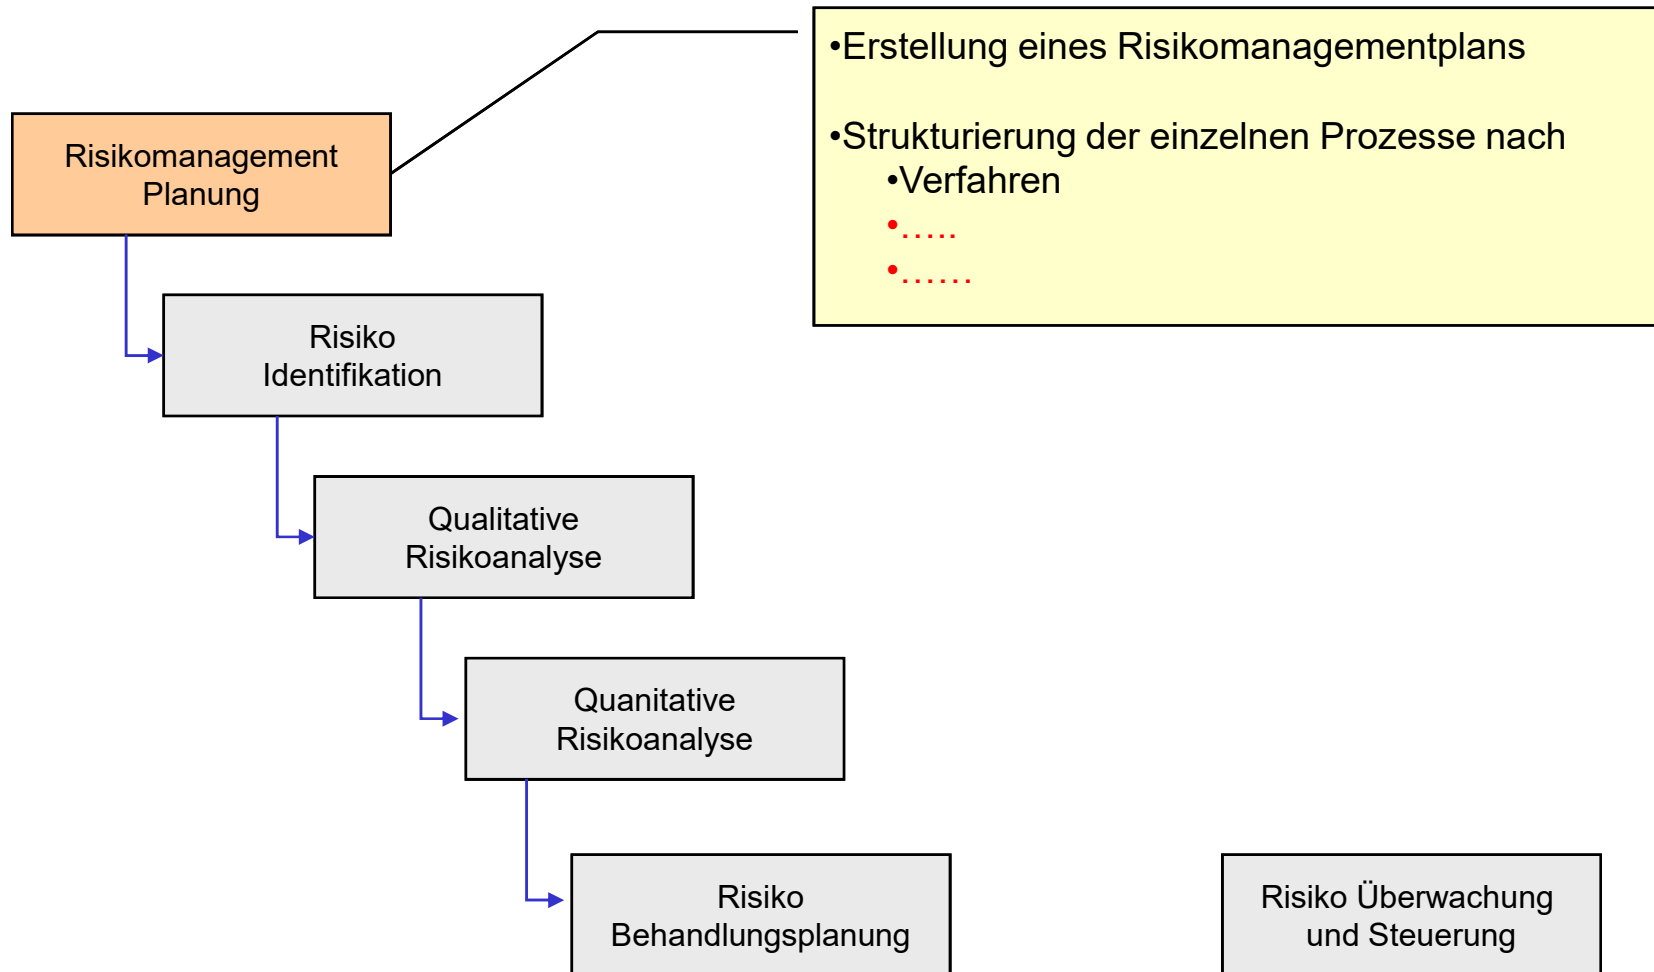 •Erstellung eines Risikomanagementplans
•Strukturierung der einzelnen Prozesse nach
•Verfahren
•…..
•……
Risikomanagement
Planung
Risiko
Identifikation
Qualitative
Risikoanalyse
Quanitative
Risikoanalyse
Risiko
Behandlungsplanung
Risiko Überwachung
und Steuerung